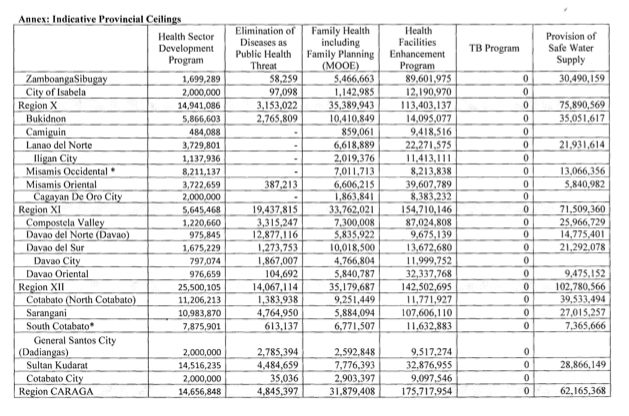 Annex: Indicative Provincial Ceilings
Health Sector Development Program | Elimination of Diseases as Public Health Threat | Family Health including Family Planning (MOOE) | Health Facilities Enhancement Program | TB Program | Provision of Safe Water Supply
ZamboangaSibugay 1,699,289 58,259 5,466,663 89,601,975 0 30,490,159
City of Isabela 2,000,000 97,098 1,142,985 12,190,970 0
Region X 14,941,086 3,153,022 35,389,943 113,403,137 0 75,890,569
Bukidnon 5,866,603 2,765,809 10,410,849 14,095,077 0 35,051,617
Camiguin 484,088 - 859,061 9,418,516 0
Lanao del Norte 3,729,801 - 6,618,889 22,271,575 0 21,931,614
Iligan City 1,137,936 - 2,019,376 11,413,111 0
Misamis Occidental * 8,211,137 - 7,011,713 8,213,838 0 13,066,356
Misamis Oriental 3,722,659 387,213 6,606,215 39,607,789 0 5,840,982
Cagayan De Oro City 2,000,000 - 1,863,841 8,383,232 0
Region XI 5,645,468 19,437,815 33,762,021 154,710,146 0 71,509,360
Compostela Valley 1,220,660 3,315,247 7,300,008 87,024,808 0 25,966,729
Davao del Norte (Davao) 975,845 12,877,116 5,835,922 9,675,139 0 14,775,401
Davao del Sur 1,675,229 1,273,753 10,018,500 13,672,680 0 21,292,078
Davao City 797,074 1,867,007 4,766,804 11,999,752 0
Davao Oriental 976,659 104,692 5,840,787 32,337,768 0 9,475,152
Region XII 25,500,105 14,067,114 35,179,687 142,502,695 0 102,780,566
Cotabato (North Cotabato) 11,206,213 1,383,938 9,251,449 11,771,927 0 39,533,494
Sarangani 10,983,870 4,764,950 5,884,094 107,606,110 0 27,015,257
South Cotabato* 7,875,901 613,137 6,771,507 11,632,883 0 7,365,666
General Santos City
(Dadiangas) 2,000,000 2,785,394 2,592,848 9,517,274 0
Sultan Kudarat 14,516,235 4,484,659 7,776,393 32,876,955 0 28,866,149
Cotabato City 2,000,000 35,036 2,903,397 9,097,546 0
Region CARAGA 14,656,848 4,845,397 31,879,408 175,717,954 0 62,165,368